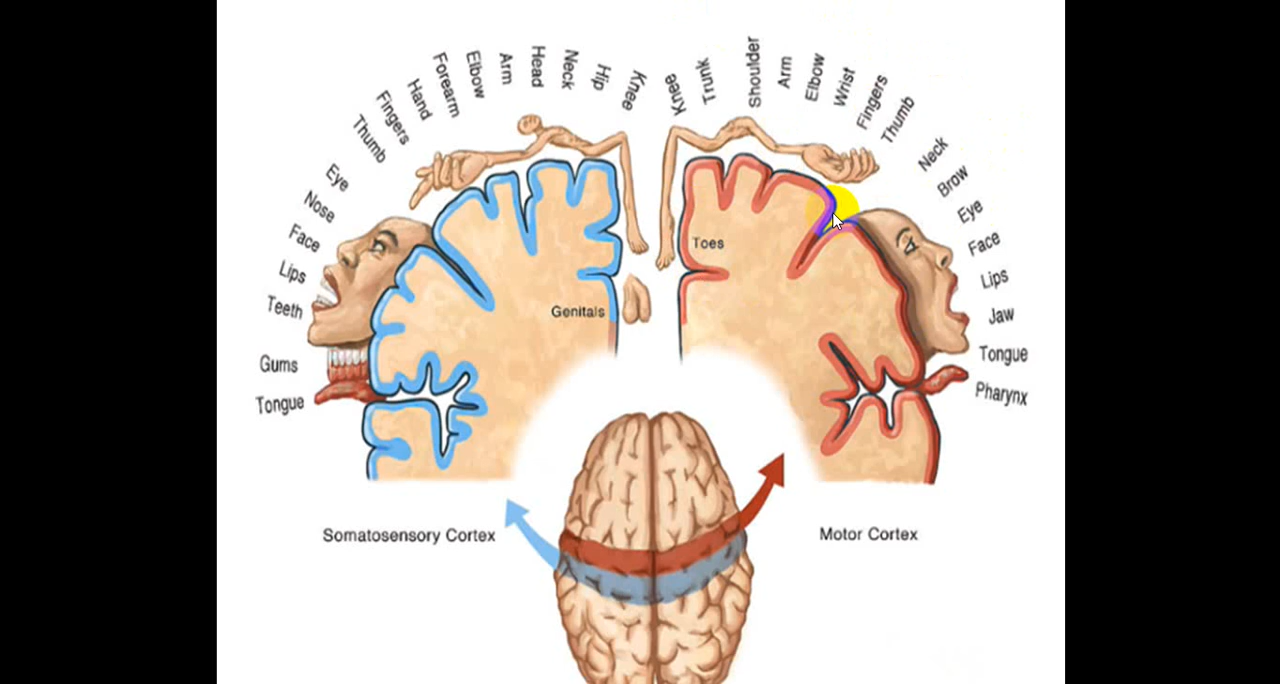 Tongue
Gums
Teeth
Lips
Face
Nose
Eye
Thumb
Fingers
Hand
Forearm
Elbow
Arm
Head
Neck
Hip
Knee
Knee
Trunk
Shoulder
Arm
Elbow
Wrist
Fingers
Thumb
Neck
Brow
Eye
Face
Lips
Jaw
Tongue
Pharynx
Toes
Genitals
Somatosensory Cortex
Motor Cortex